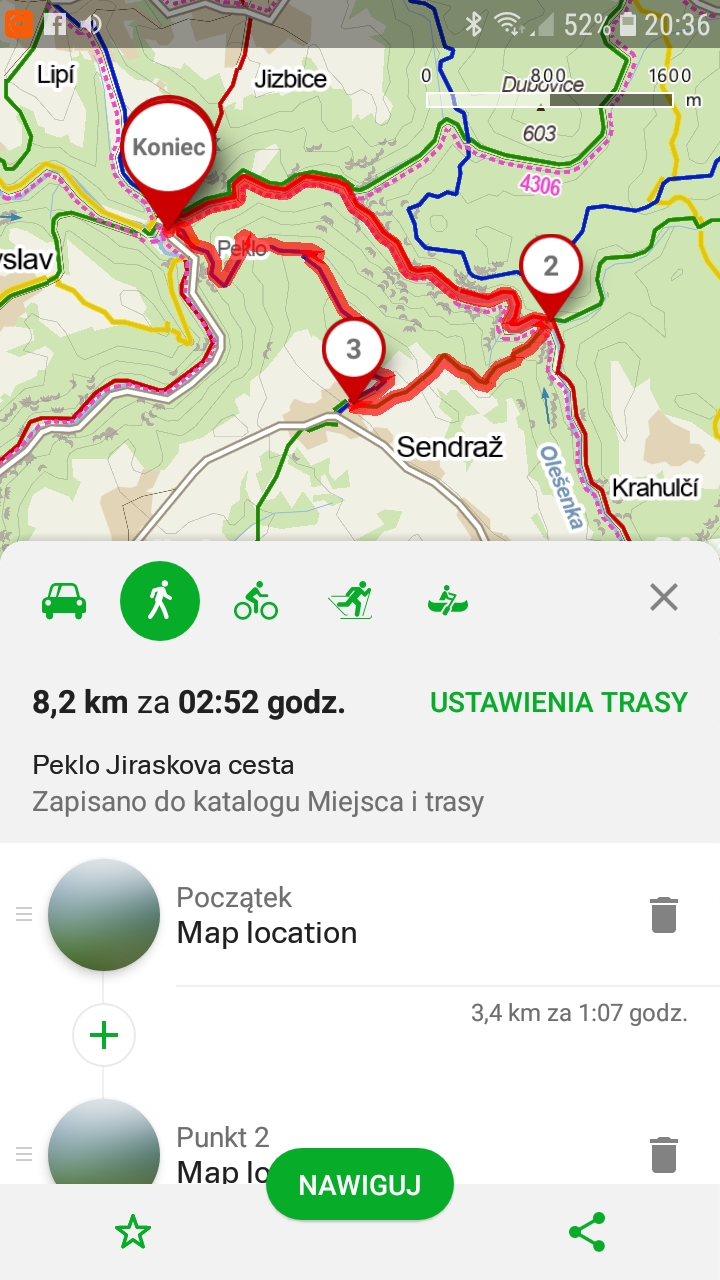 52% 20:36
Lipí
Jizbice
0 800 1600
m
Dubovice
603
4306
Koniec
Peklo
yslav
2
3
Sendraž
Olešenka
Krahulčí
8,2 km za 02:52 godz.
USTAWIENIA TRASY
Peklo Jiraskova cesta
Zapisano do katalogu Miejsca i trasy
Początek
Map location
3,4 km za 1:07 godz.
Punkt 2
Map lo
NAWIGUJ